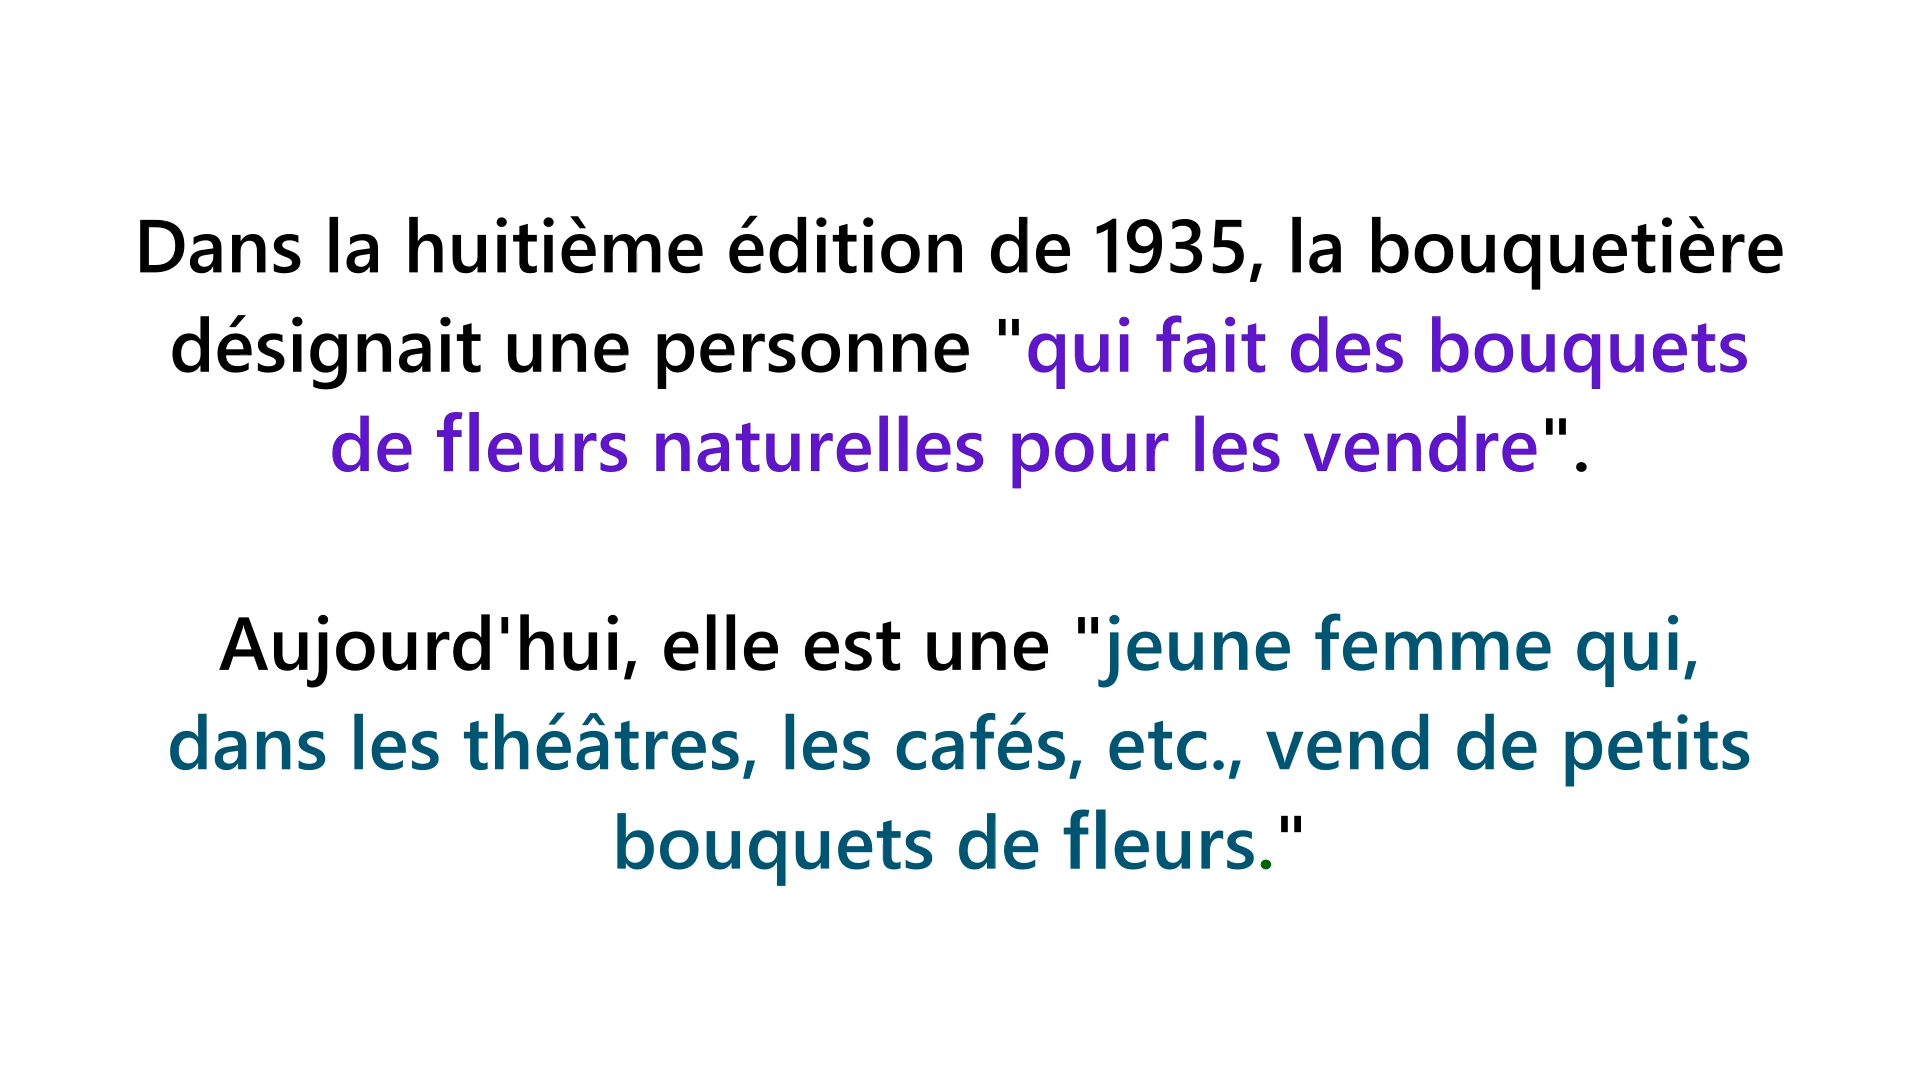 Dans la huitième édition de 1935, la bouquetière
désignait une personne "qui fait des bouquets
de fleurs naturelles pour les vendre".
Aujourd'hui, elle est une "jeune femme qui,
dans les théâtres, les cafés, etc., vend de petits
bouquets de fleurs."